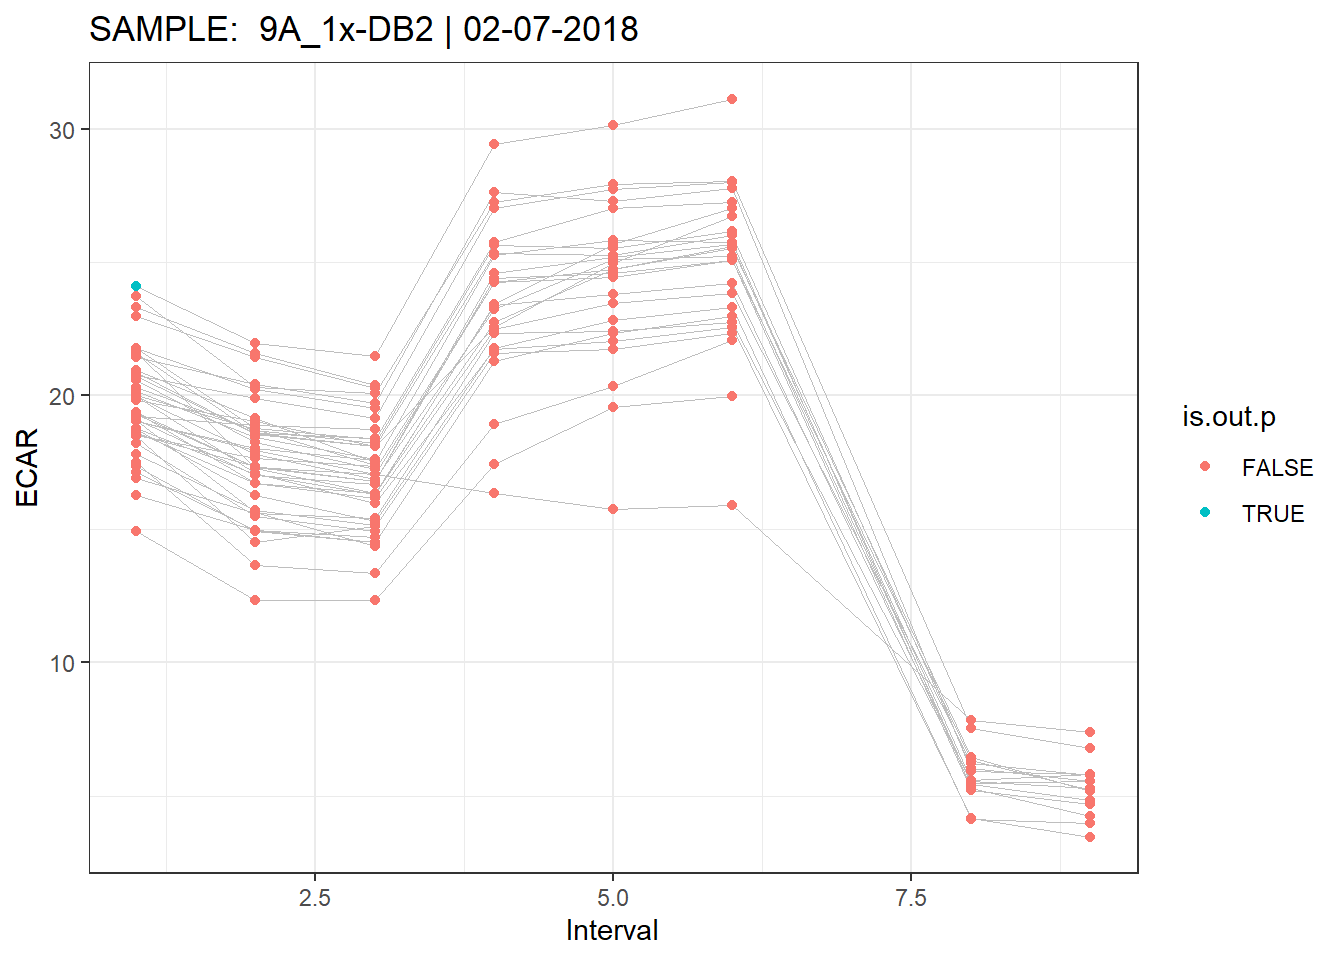 SAMPLE:  9A_1x-DB2 | 02-07-2018
30
20
10
ECAR
2.5
5.0
7.5
Interval
is.out.p
FALSE
TRUE